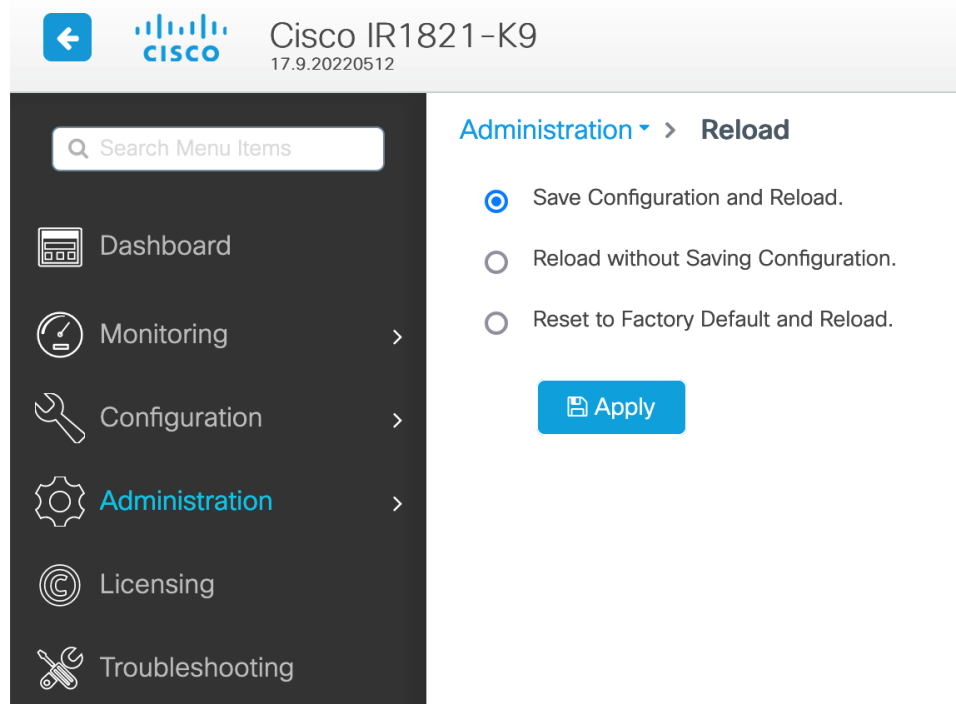 CISCO
Cisco IR1821-K9
17.9.20220512
Search Menu Items
Dashboard
Monitoring
Configuration
Administration
Licensing
Troubleshooting
Administration > Reload
Save Configuration and Reload.
Reload without Saving Configuration.
Reset to Factory Default and Reload.
Apply